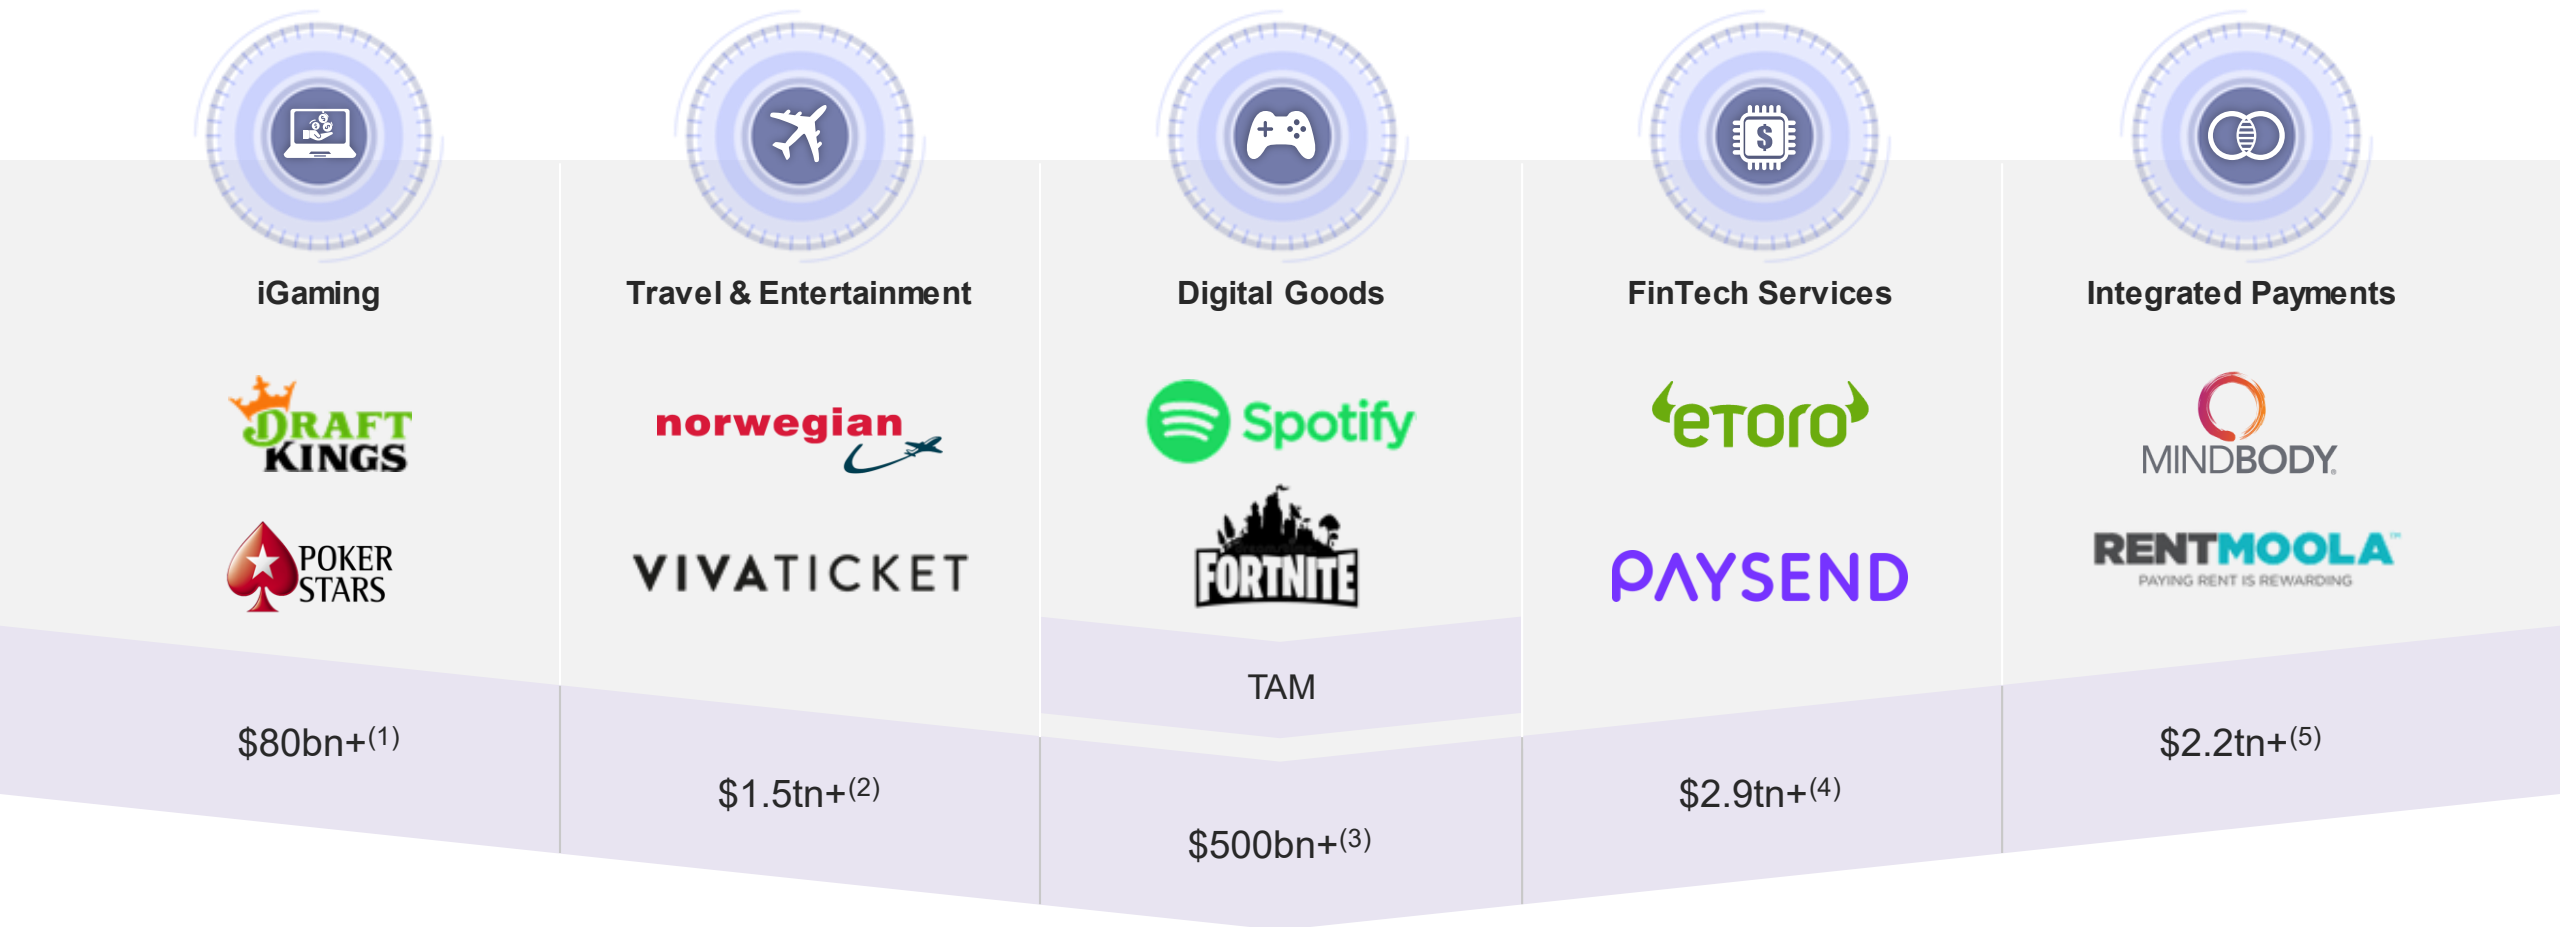 iGaming
DRAFT
KINGS
POKER
STARS
$80bn+(1)
Travel & Entertainment
norwegian
VIVATICKET
$1.5tn+(2)
Digital Goods
Spotify
FORTNITE
TAM
$500bn+(3)
FinTech Services
eToro
PAYSEND
$2.9tn+(4)
$
Integrated Payments
MINDBODY
RENTMOOLA™
PAYING RENT IS REWARDING
$2.2tn+(5)